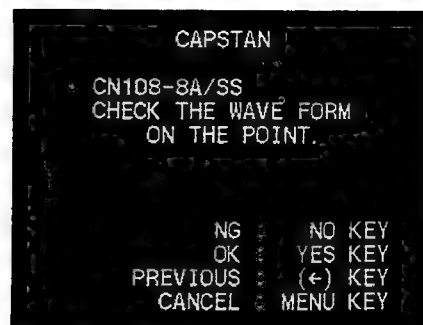 CAPSTAN
* CN108-8A/SS
CHECK THE WAVE FORM
ON THE POINT.
NG : NO KEY
OK : YES KEY
PREVIOUS : (←) KEY
CANCEL : MENU KEY